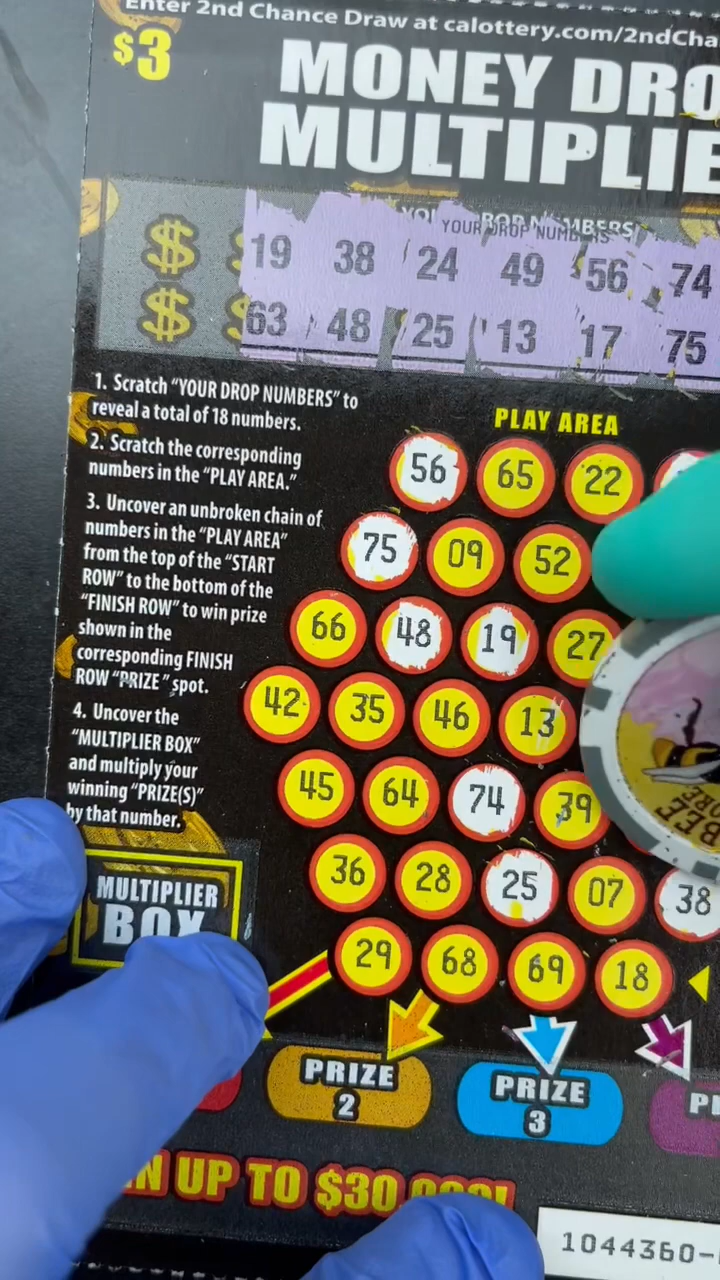 Enter 2nd Chance Draw at calottery.com/2ndCha
$3
MONEY DRO
MULTIPLIE
YOUR DROP NUMBERS
19 38 24 49 56 74
63 48 25 13 17 75
1. Scratch “YOUR DROP NUMBERS” to
reveal a total of 18 numbers.
2. Scratch the corresponding
numbers in the “PLAY AREA.”
3. Uncover an unbroken chain of
numbers in the “PLAY AREA”
from the top of the “START
ROW” to the bottom of the
“FINISH ROW” to win prize
shown in the
corresponding FINISH
ROW “PRIZE” spot.
4. Uncover the
“MULTIPLIER BOX”
and multiply your
winning “PRIZE(S)”
by that number.
MULTIPLIER
BOX
PLAY AREA
56 65 22
75 09 52
66 48 19 27
42 35 46 13
45 64 74 39
36 28 25 07 38
29 68 69 18
BEE
PRIZE
2
PRIZE
3
UP TO $30
1044360-